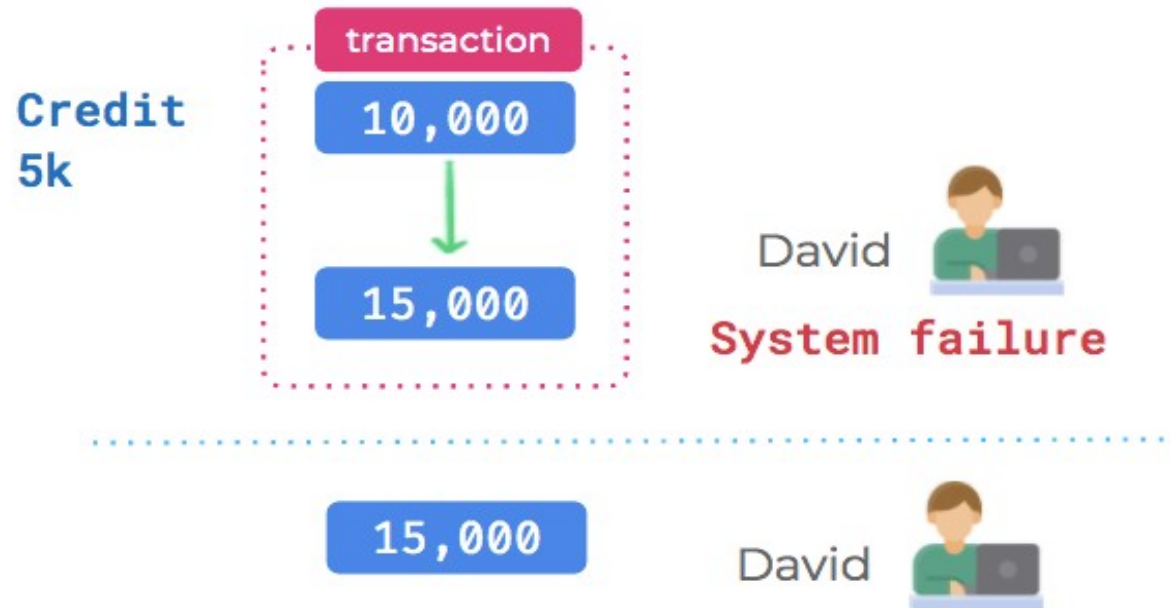 transaction
Credit
5k
10,000
15,000
David
System failure
15,000
David